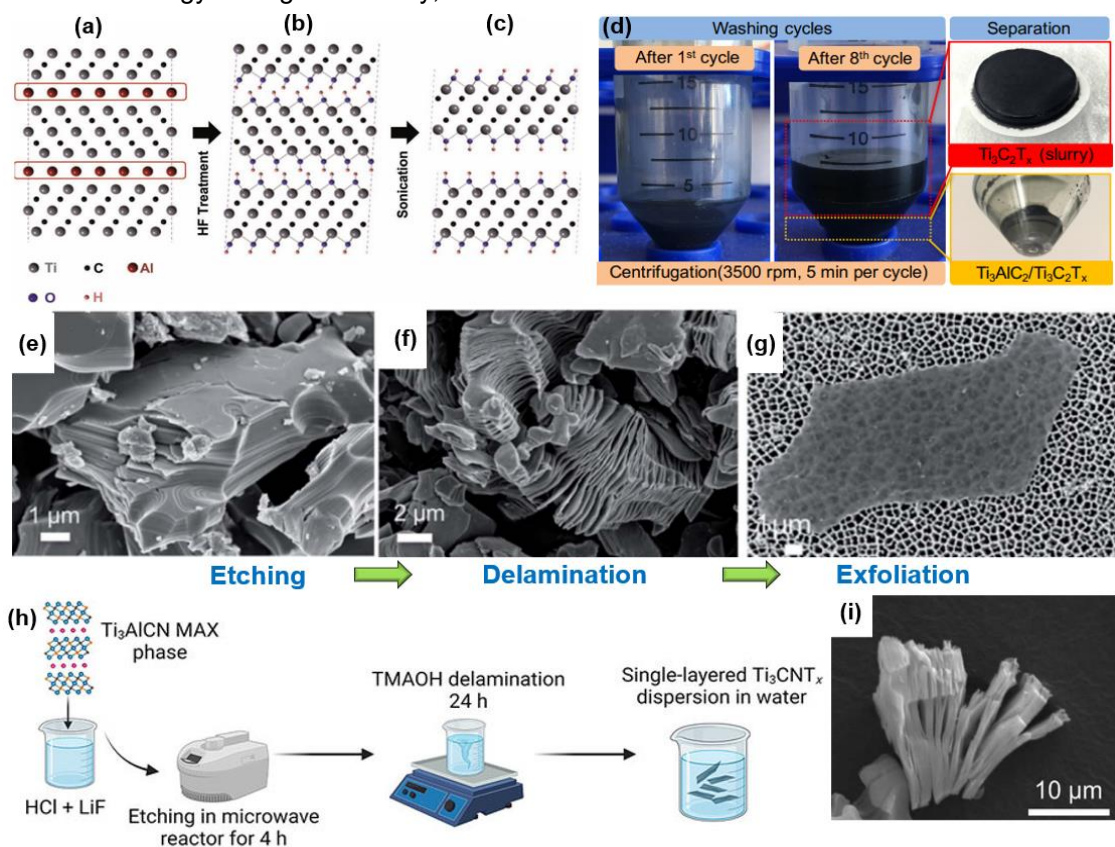 (a)
(b)
(c)
HF Treatment
Sonication
Ti
C
Al
O
H
(d)
Washing cycles
Separation
After 1st cycle
After 8th cycle
15
15
10
10
5
Ti₃C₂Tₓ (slurry)
Centrifugation(3500 rpm, 5 min per cycle)
Ti₃AlC₂/Ti₃C₂Tₓ
(e)
(f)
(g)
1 µm
2 µm
1 µm
Etching
Delamination
Exfoliation
(h)
(i)
Ti₃AlCN MAX
phase
TMAOH delamination
24 h
Single-layered Ti₃CNTₓ
dispersion in water
HCl + LiF
Etching in microwave
reactor for 4 h
10 µm